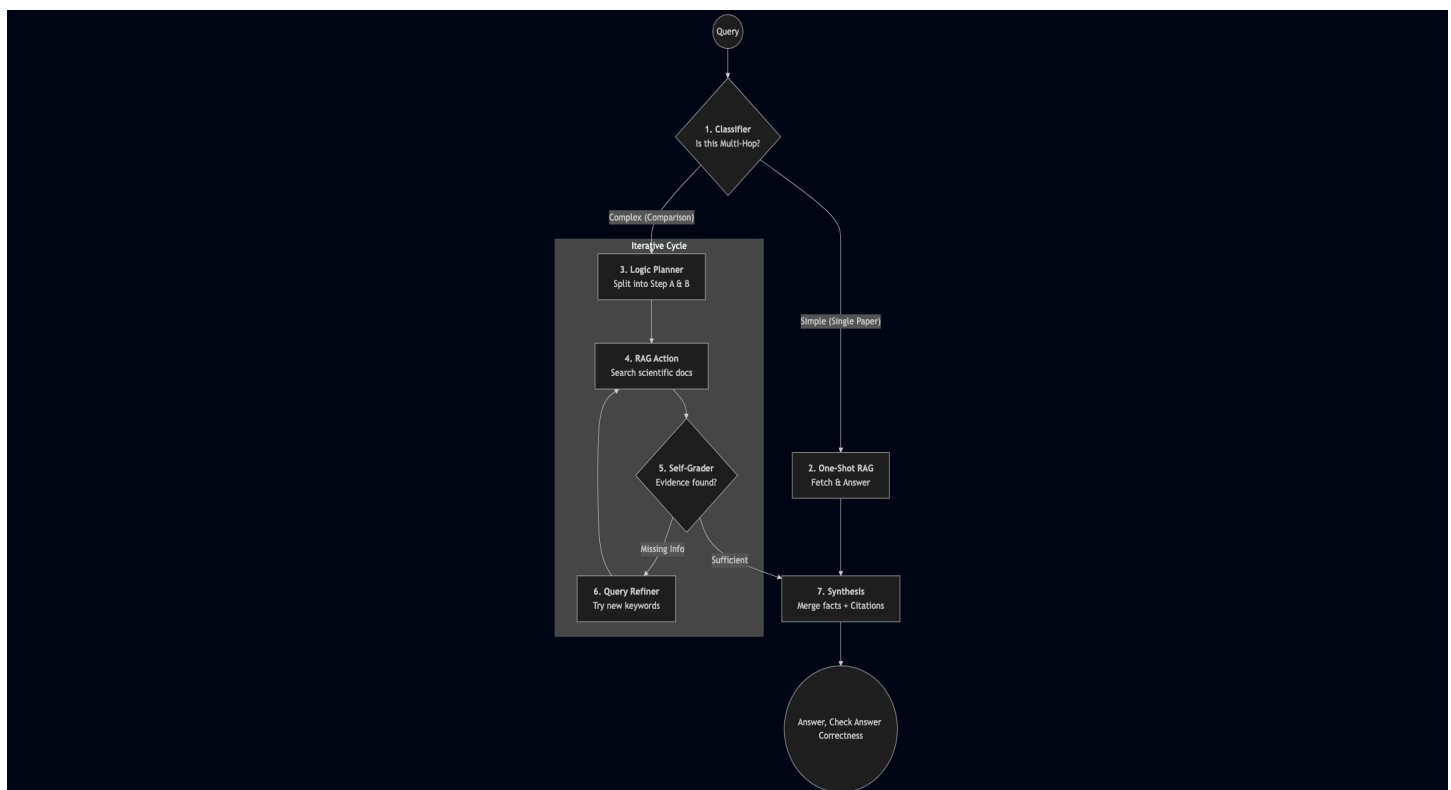 Query
1. Classifier
Is this Multi-Hop?
Complex (Comparison)
Iterative Cycle
3. Logic Planner
Split into Step A & B
Simple (Single Paper)
4. RAG Action
Search scientific docs
5. Self-Grader
Evidence found?
2. One-Shot RAG
Fetch & Answer
Missing Info
Sufficient
6. Query Refiner
Try new keywords
7. Synthesis
Merge facts + Citations
Answer, Check Answer
Correctness